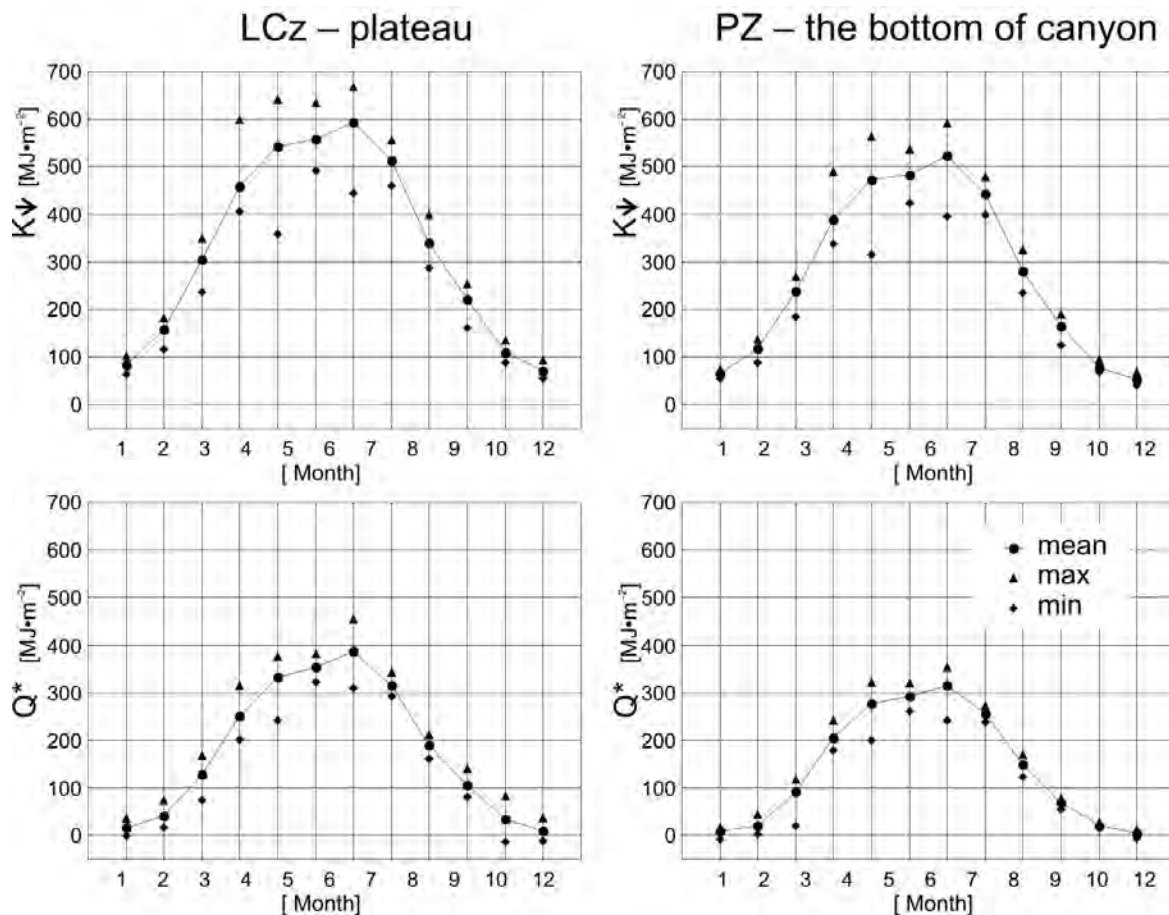 LCz – plateau
PZ – the bottom of canyon
K↓ [MJ•m⁻²]
700
600
500
400
300
200
100
0
1 2 3 4 5 6 7 8 9 10 12
[ Month]
K↓ [MJ•m⁻²]
700
600
500
400
300
200
100
0
1 2 3 4 5 6 7 8 9 10 12
[ Month]
Q* [MJ•m⁻²]
700
600
500
400
300
200
100
0
1 2 3 4 5 6 7 8 9 10 12
[ Month]
Q* [MJ•m⁻²]
700
600
500
400
300
200
100
0
1 2 3 4 5 6 7 8 9 10 12
[ Month]
mean
max
min